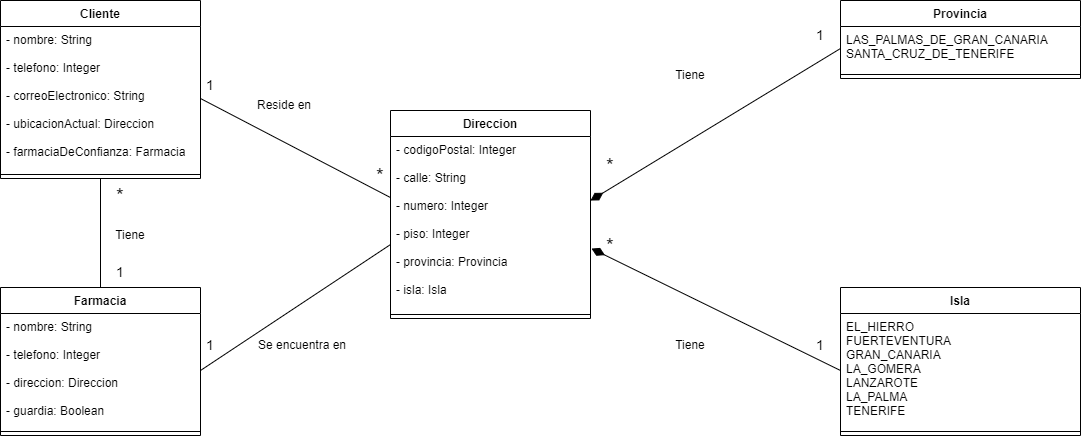 Cliente
- nombre: String
- telefono: Integer
- correoElectronico: String
- ubicacionActual: Direccion
- farmaciaDeConfianza: Farmacia
1
Reside en
*
*
Tiene
1
Farmacia
- nombre: String
- telefono: Integer
- direccion: Direccion
- guardia: Boolean
1
Se encuentra en
Direccion
- codigoPostal: Integer
- calle: String
- numero: Integer
- piso: Integer
- provincia: Provincia
- isla: Isla
*
Tiene
1
Provincia
LAS_PALMAS_DE_GRAN_CANARIA
SANTA_CRUZ_DE_TENERIFE
*
Tiene
1
Isla
EL_HIERRO
FUERTEVENTURA
GRAN_CANARIA
LA_GOMERA
LANZAROTE
LA_PALMA
TENERIFE